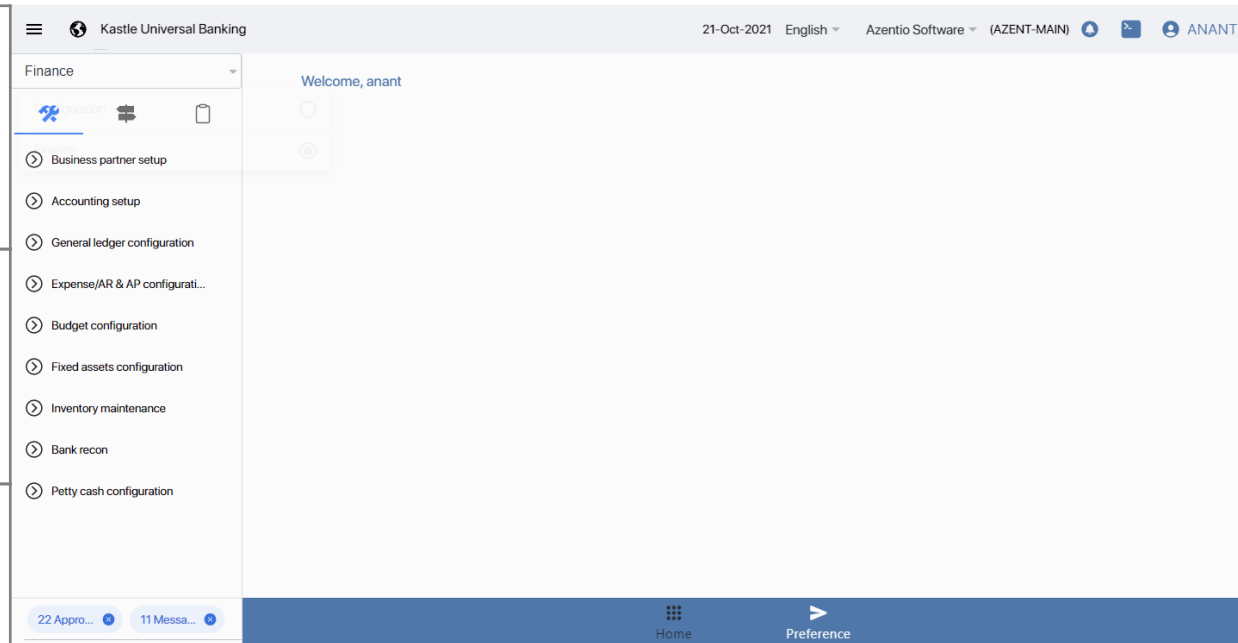 Kastle Universal Banking
21-Oct-2021 English Azentio Software (AZENT-MAIN) ANANT
Finance
Welcome, anant
Business partner setup
Accounting setup
General ledger configuration
Expense/AR & AP configurati...
Budget configuration
Fixed assets configuration
Inventory maintenance
Bank recon
Petty cash configuration
22 Appro... 11 Messa...
Home Preference